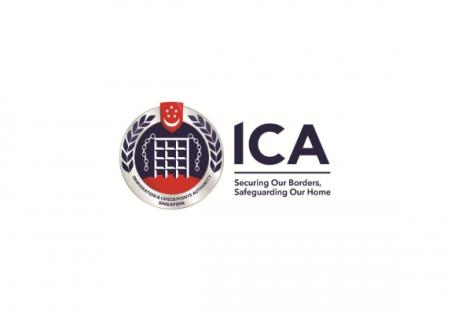 ICA
Securing Our Borders,
Safeguarding Our Home
IMMIGRATION & CHECKPOINTS AUTHORITY
SINGAPORE